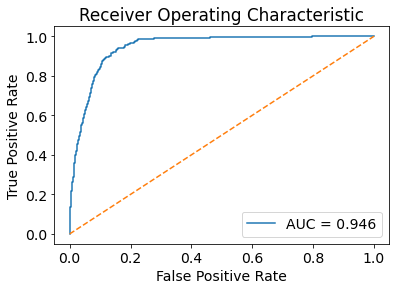 Receiver Operating Characteristic
True Positive Rate
1.0
0.8
0.6
0.4
0.2
0.0
AUC = 0.946
0.0 0.2 0.4 0.6 0.8 1.0
False Positive Rate